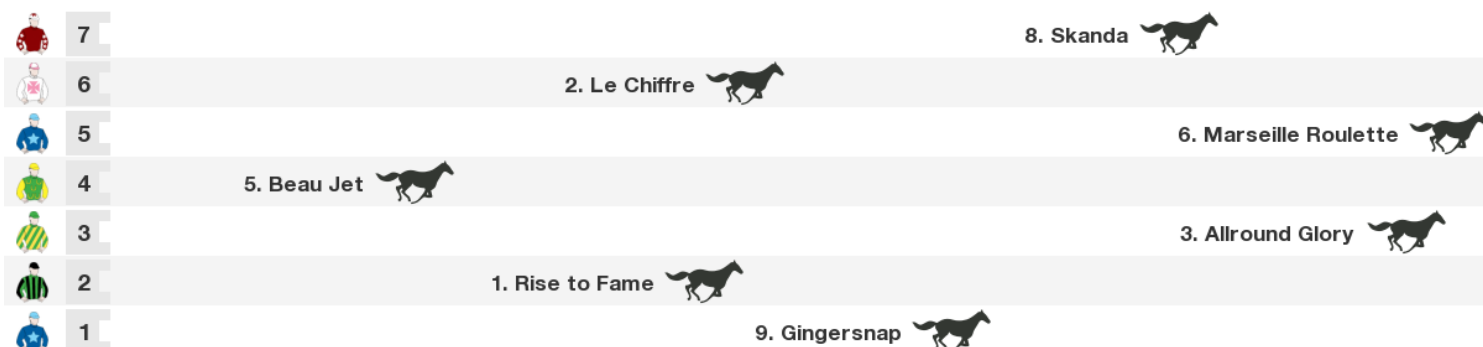 7 8. Skanda
6 2. Le Chiffre
5 6. Marseille Roulette
4 5. Beau Jet
3 3. Allround Glory
2 1. Rise to Fame
1 9. Gingersnap